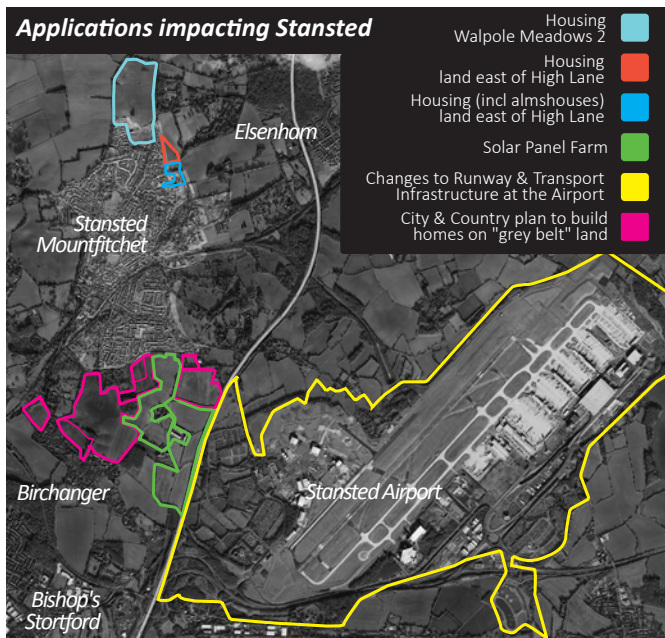 Applications impacting Stansted
Housing
Walpole Meadows 2
Housing
land east of High Lane
Housing (incl almshouses)
land east of High Lane
Solar Panel Farm
Changes to Runway & Transport
Infrastructure at the Airport
City & Country plan to build
homes on "grey belt" land
Elsenham
Stansted
Mountfitchet
Birchanger
Stansted Airport
Bishop's
Stortford